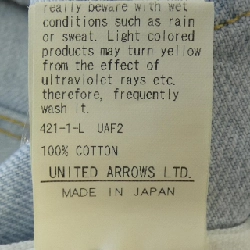 really beware with wet
conditions such as rain
or sweat. Light colored
products may turn yellow
from the effect of
ultraviolet rays etc.
therefore, frequently
wash it.
421-1-L UAF2
100% COTTON
UNITED ARROWS LTD.
MADE IN JAPAN